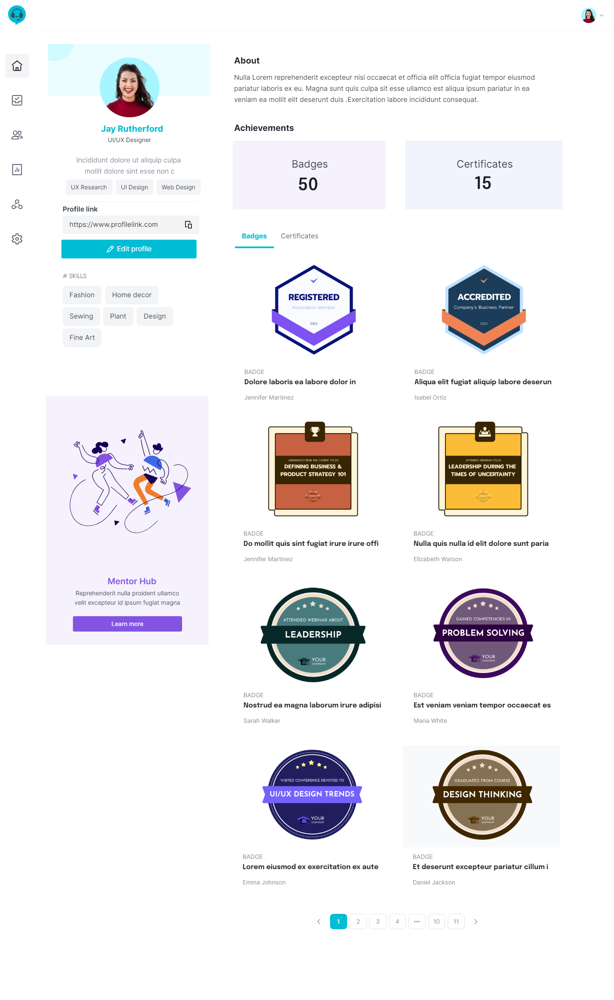 Jay Rutherford
UI/UX Designer
Incididunt dolore ut aliquip culpa
mollit dolore sint esse non c
UX Research
UI Design
Web Design
Profile link
https://www.profilelink.com
Edit profile
# SKILLS
Fashion
Home decor
Sewing
Plant
Design
Fine Art
Mentor Hub
Reprehenderit nulla proident ullamco
velit excepteur id ipsum fugiat magna
Learn more
About
Nulla Lorem reprehenderit excepteur nisi occaecat et officia elit officia fugiat tempor eiusmod
pariatur laboris ex eu. Magna sunt quis culpa sit esse ullamco est aliqua ipsum pariatur in ea
veniam ea mollit elit deserunt duis .Exercitation labore incididunt consequat.
Achievements
Badges
50
Certificates
15
Badges
Certificates
REGISTERED
Association Member
2023
BADGE
Dolore laboris ea labore dolor in
Jennifer Martinez
ACCREDITED
Company's Business Partner
2023
BADGE
Aliqua elit fugiat aliquip labore deserun
Isabel Ortiz
GRADUATED FROM THE COURSE TITLED
DEFINING BUSINESS &
PRODUCT STRATEGY 101
YOUR
COMPANY
LOGO
BADGE
Do mollit quis sint fugiat irure irure offi
Jennifer Martinez
ATTENDED WEBINAR TITLED
LEADERSHIP DURING THE
TIMES OF UNCERTAINTY
YOUR
COMPANY
LOGO
BADGE
Nulla quis nulla id elit dolore sunt paria
Elizabeth Watson
ATTENDED WEBINAR ABOUT
LEADERSHIP
YOUR
COMPANY
BADGE
Nostrud ea magna laborum irure adipisi
Sarah Walker
GAINED COMPETENCIES IN
PROBLEM SOLVING
YOUR
COMPANY
BADGE
Est veniam veniam tempor occaecat es
Maria White
VISITED CONFERENCE DEVOTED TO
UI/UX DESIGN TRENDS
YOUR
COMPANY
BADGE
Lorem eiusmod ex exercitation ex aute
Emma Johnson
GRADUATED FROM COURSE
DESIGN THINKING
YOUR
COMPANY
BADGE
Et deserunt excepteur pariatur cillum i
Daniel Jackson
1 2 3 4 ••• 10 11